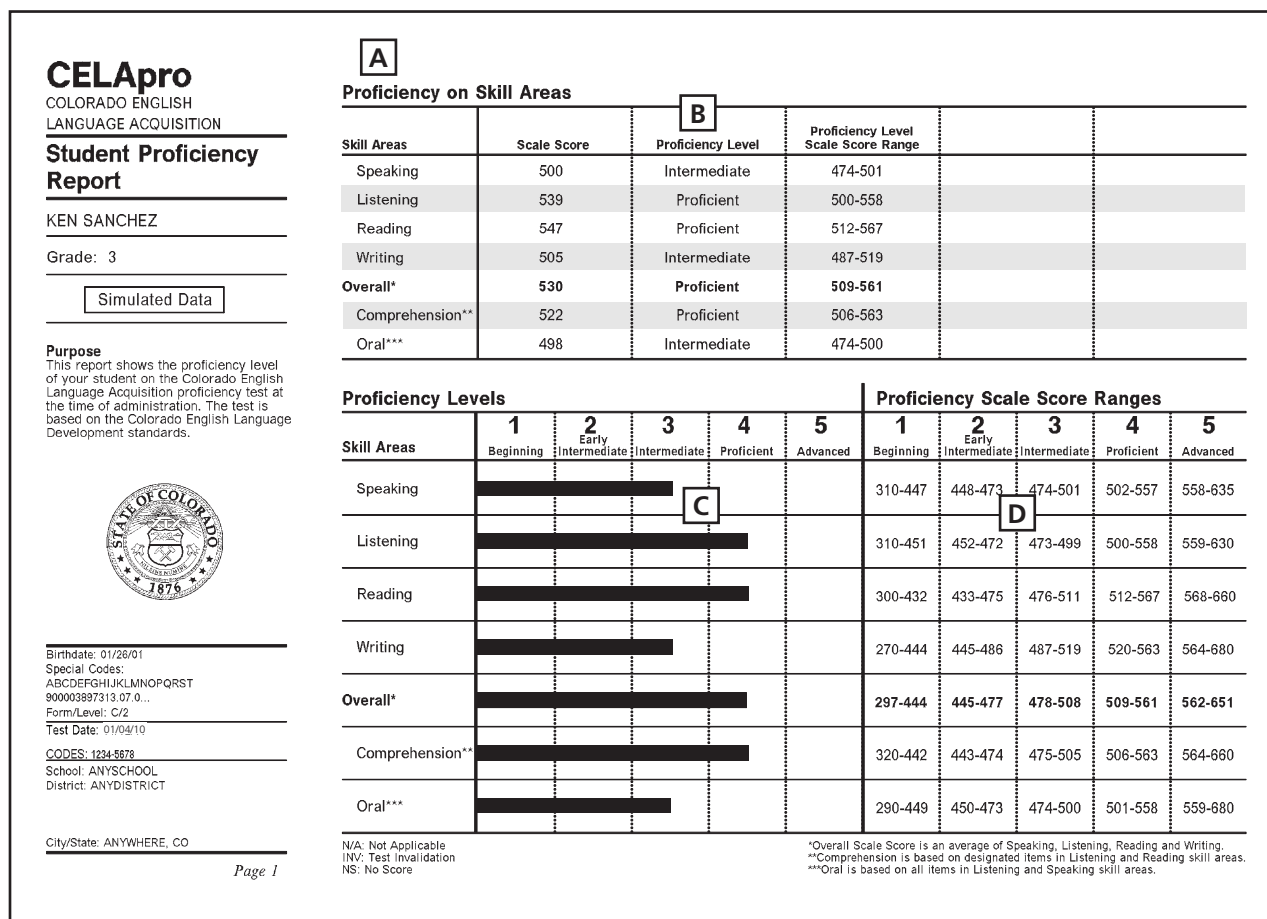 CELApro
COLORADO ENGLISH
LANGUAGE ACQUISITION
Student Proficiency
Report
KEN SANCHEZ
Grade: 3
Simulated Data
Purpose
This report shows the proficiency level
of your student on the Colorado English
Language Acquisition proficiency test at
the time of administration. The test is
based on the Colorado English Language
Development standards.
STATE OF COLORADO
1876
Birthdate: 01/26/01
Special Codes:
ABCDEFGHIJKLMNOPQRST
900003897313.07.0...
Form/Level: C/2
Test Date: 01/04/10
CODES: 1234-5678
School: ANYSCHOOL
District: ANYDISTRICT
City/State: ANYWHERE, CO
Page 1
A
Proficiency on Skill Areas
B
Skill Areas Scale Score Proficiency Level Proficiency Level
Scale Score Range
Speaking 500 Intermediate 474-501
Listening 539 Proficient 500-558
Reading 547 Proficient 512-567
Writing 505 Intermediate 487-519
Overall* 530 Proficient 509-561
Comprehension** 522 Proficient 506-563
Oral*** 498 Intermediate 474-500
Proficiency Levels Proficiency Scale Score Ranges
1 2 3 4 5 1 2 3 4 5
Skill Areas Beginning Early Intermediate Intermediate Proficient Advanced Beginning Early Intermediate Intermediate Proficient Advanced
Speaking 310-447 448-473 474-501 502-557 558-635
C D
Listening 310-451 452-472 473-499 500-558 559-630
Reading 300-432 433-475 476-511 512-567 568-660
Writing 270-444 445-486 487-519 520-563 564-680
Overall* 297-444 445-477 478-508 509-561 562-651
Comprehension** 320-442 443-474 475-505 506-563 564-660
Oral*** 290-449 450-473 474-500 501-558 559-680
N/A: Not Applicable
INV: Test Invalidation
NS: No Score
*Overall Scale Score is an average of Speaking, Listening, Reading and Writing.
**Comprehension is based on designated items in Listening and Reading skill areas.
***Oral is based on all items in Listening and Speaking skill areas.